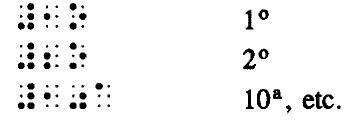 ⠼⠂⠕ 1º
⠼⠆⠕ 2º
⠼⠂⠴⠁ 10ª, etc.